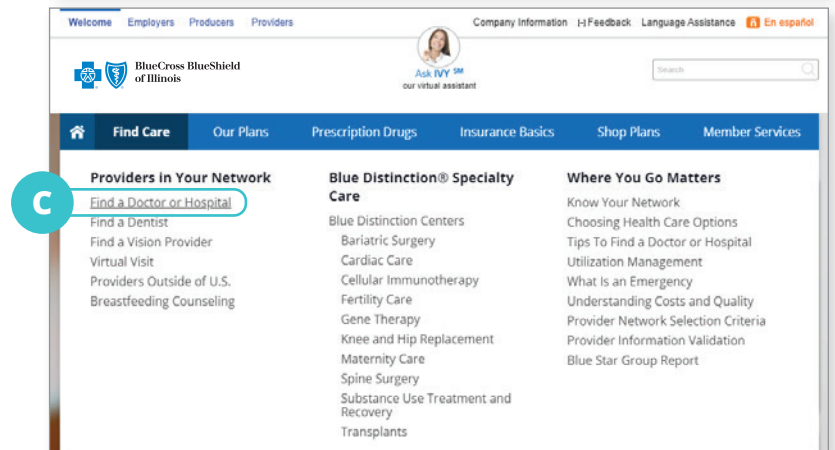 Welcome Employers Producers Providers
Company Information [-] Feedback Language Assistance En español
BlueCross BlueShield
of Illinois
Ask IVY SM
our virtual assistant
Search
Find Care Our Plans Prescription Drugs Insurance Basics Shop Plans Member Services
C
Providers in Your Network
Find a Doctor or Hospital
Find a Dentist
Find a Vision Provider
Virtual Visit
Providers Outside of U.S.
Breastfeeding Counseling
Blue Distinction® Specialty
Care
Blue Distinction Centers
Bariatric Surgery
Cardiac Care
Cellular Immunotherapy
Fertility Care
Gene Therapy
Knee and Hip Replacement
Maternity Care
Spine Surgery
Substance Use Treatment and
Recovery
Transplants
Where You Go Matters
Know Your Network
Choosing Health Care Options
Tips To Find a Doctor or Hospital
Utilization Management
What Is an Emergency
Understanding Costs and Quality
Provider Network Selection Criteria
Provider Information Validation
Blue Star Group Report